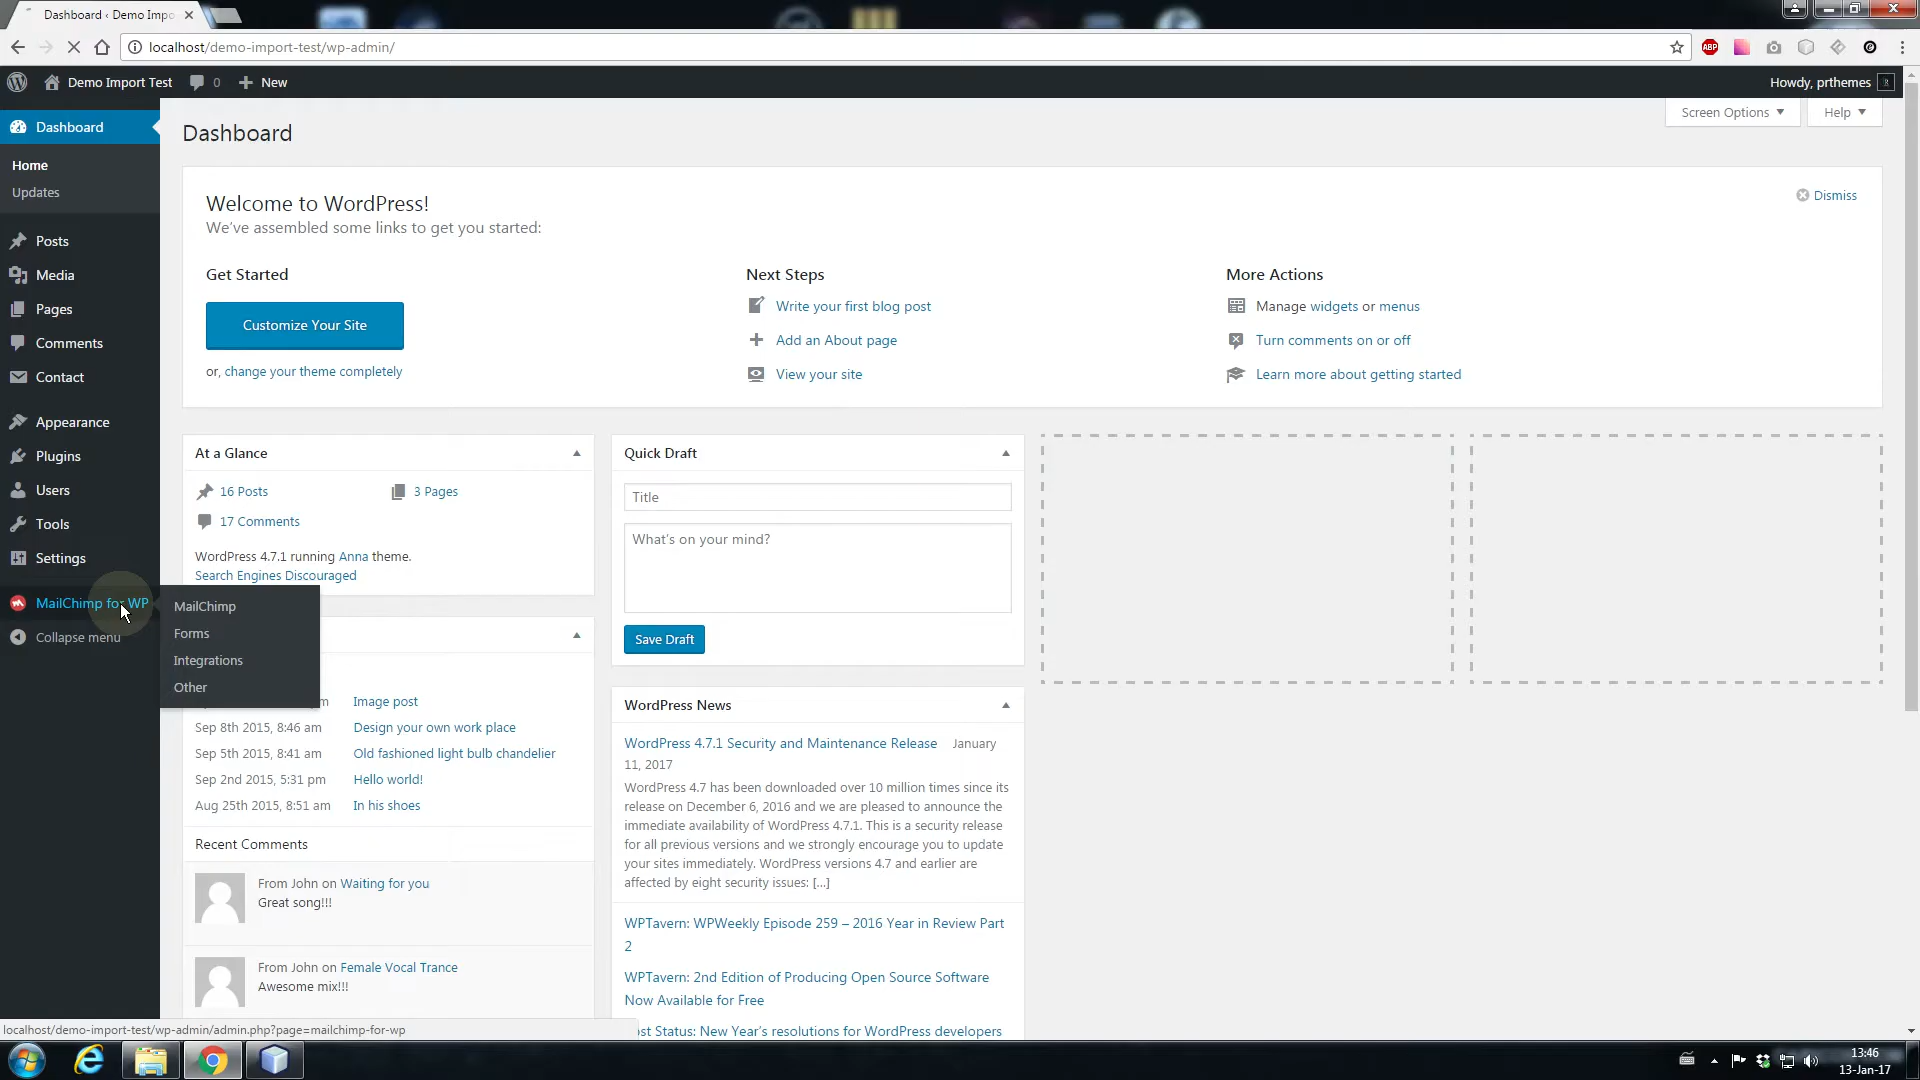 Dashboard ‹ Demo Impo
localhost/demo-import-test/wp-admin/
ABP
Demo Import Test
0
New
Howdy, prthemes
Dashboard
Home
Updates
Posts
Media
Pages
Comments
Contact
Appearance
Plugins
Users
Tools
Settings
MailChimp for WP
Collapse menu
MailChimp
Forms
Integrations
Other
Dashboard
Screen Options
Help
Welcome to WordPress!
We've assembled some links to get you started:
Dismiss
Get Started
Customize Your Site
or, change your theme completely
Next Steps
Write your first blog post
Add an About page
View your site
More Actions
Manage widgets or menus
Turn comments on or off
Learn more about getting started
At a Glance
16 Posts
3 Pages
17 Comments
WordPress 4.7.1 running Anna theme.
Search Engines Discouraged
m Image post
Sep 8th 2015, 8:46 am Design your own work place
Sep 5th 2015, 8:41 am Old fashioned light bulb chandelier
Sep 2nd 2015, 5:31 pm Hello world!
Aug 25th 2015, 8:51 am In his shoes
Recent Comments
From John on Waiting for you
Great song!!!
From John on Female Vocal Trance
Awesome mix!!!
Quick Draft
Title
What's on your mind?
Save Draft
WordPress News
WordPress 4.7.1 Security and Maintenance Release January
11, 2017
WordPress 4.7 has been downloaded over 10 million times since its
release on December 6, 2016 and we are pleased to announce the
immediate availability of WordPress 4.7.1. This is a security release
for all previous versions and we strongly encourage you to update
your sites immediately. WordPress versions 4.7 and earlier are
affected by eight security issues: [...]
WPTavern: WPWeekly Episode 259 – 2016 Year in Review Part
2
WPTavern: 2nd Edition of Producing Open Source Software
Now Available for Free
ost Status: New Year's resolutions for WordPress developers
localhost/demo-import-test/wp-admin/admin.php?page=mailchimp-for-wp
13:46
13-Jan-17